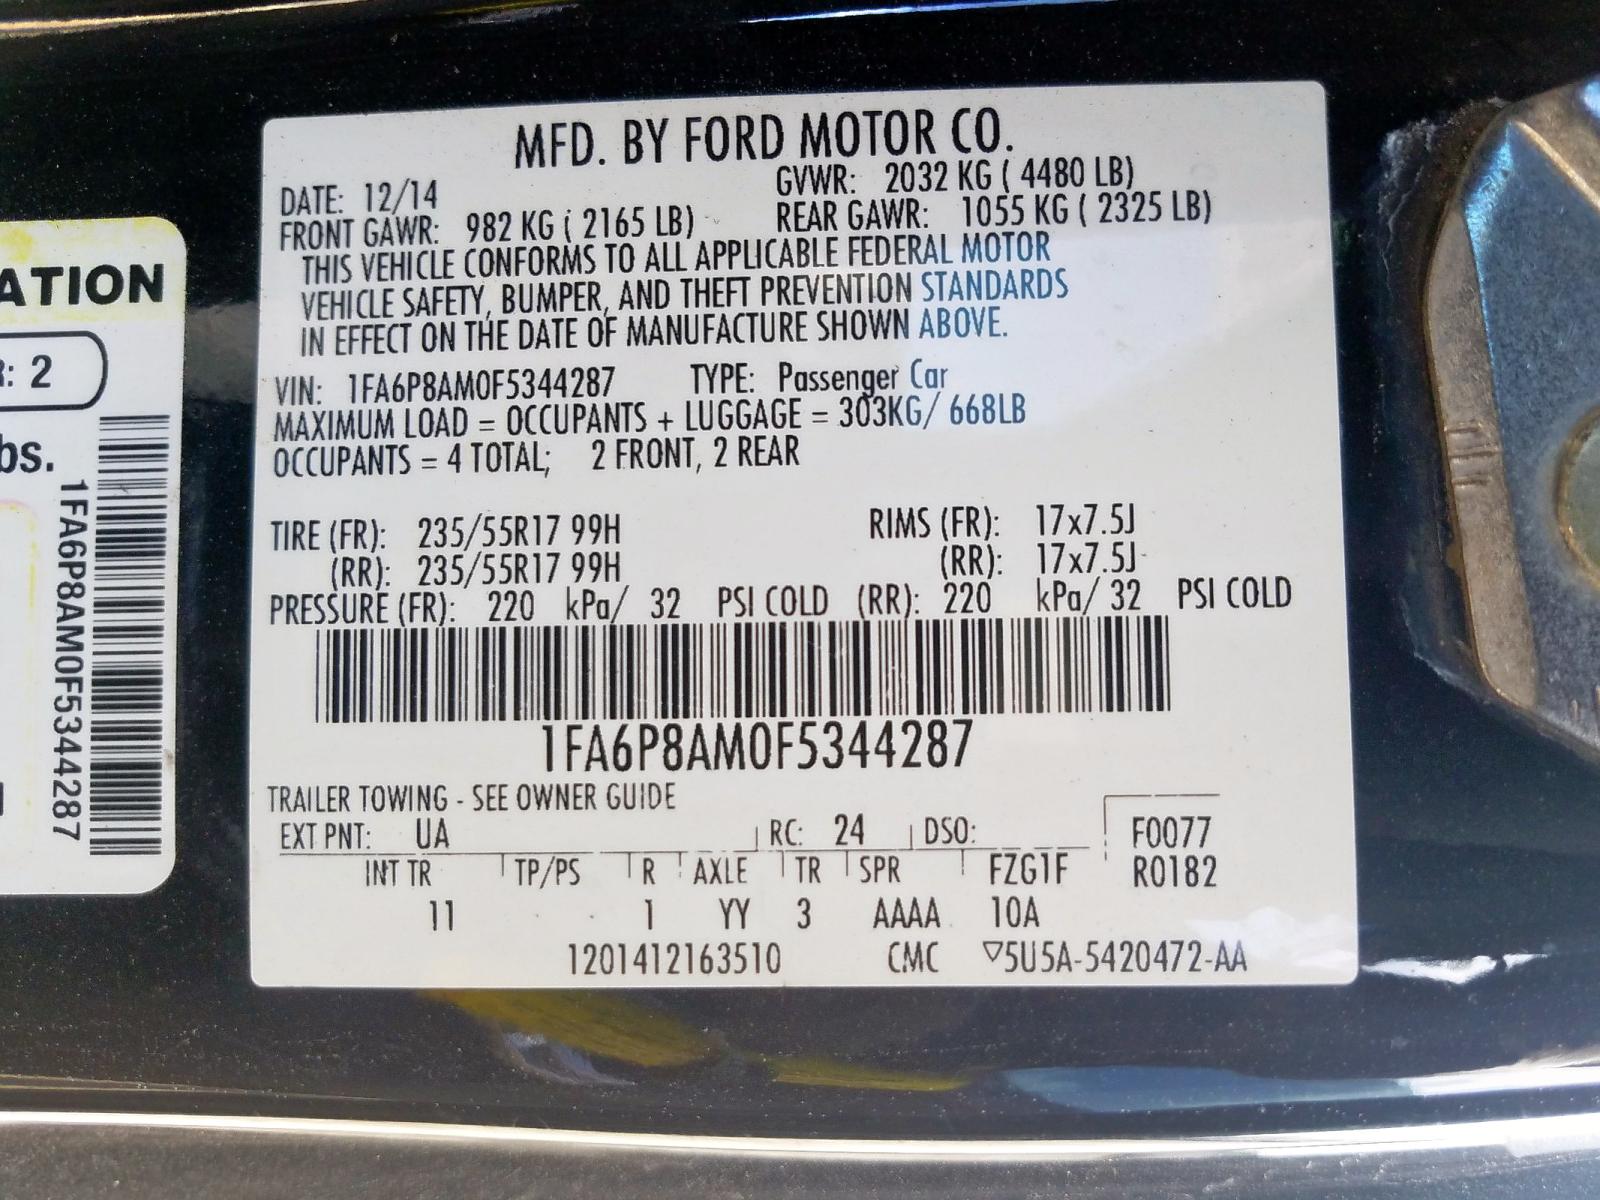 MFD. BY FORD MOTOR CO.
DATE: 12/14 GVWR: 2032 KG ( 4480 LB)
FRONT GAWR: 982 KG ( 2165 LB) REAR GAWR: 1055 KG ( 2325 LB)
THIS VEHICLE CONFORMS TO ALL APPLICABLE FEDERAL MOTOR
VEHICLE SAFETY, BUMPER, AND THEFT PREVENTION STANDARDS
IN EFFECT ON THE DATE OF MANUFACTURE SHOWN ABOVE.
VIN: 1FA6P8AM0F5344287 TYPE: Passenger Car
MAXIMUM LOAD = OCCUPANTS + LUGGAGE = 303KG/ 668LB
OCCUPANTS = 4 TOTAL; 2 FRONT, 2 REAR
TIRE (FR): 235/55R17 99H RIMS (FR): 17x7.5J
(RR): 235/55R17 99H (RR): 17x7.5J
PRESSURE (FR): 220 kPa/ 32 PSI COLD (RR): 220 kPa/ 32 PSI COLD
1FA6P8AM0F5344287
TRAILER TOWING - SEE OWNER GUIDE
EXT PNT: UA RC: 24 DSO: F0077
INT TR TP/PS R AXLE TR SPR FZG1F R0182
11 1 YY 3 AAAA 10A
1201412163510 CMC ▽5U5A-5420472-AA
ATION
: 2
bs.
1FA6P8AM0F5344287